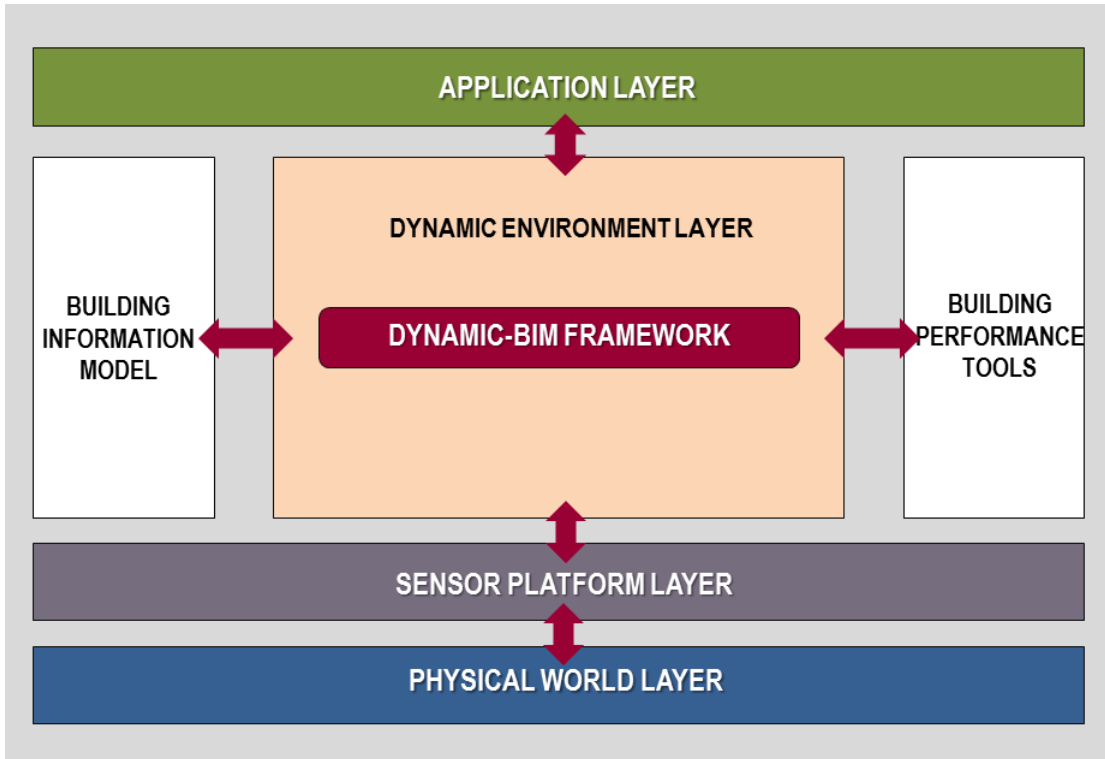 APPLICATION LAYER
DYNAMIC ENVIRONMENT LAYER
BUILDING
INFORMATION
MODEL
DYNAMIC-BIM FRAMEWORK
BUILDING
PERFORMANCE
TOOLS
SENSOR PLATFORM LAYER
PHYSICAL WORLD LAYER